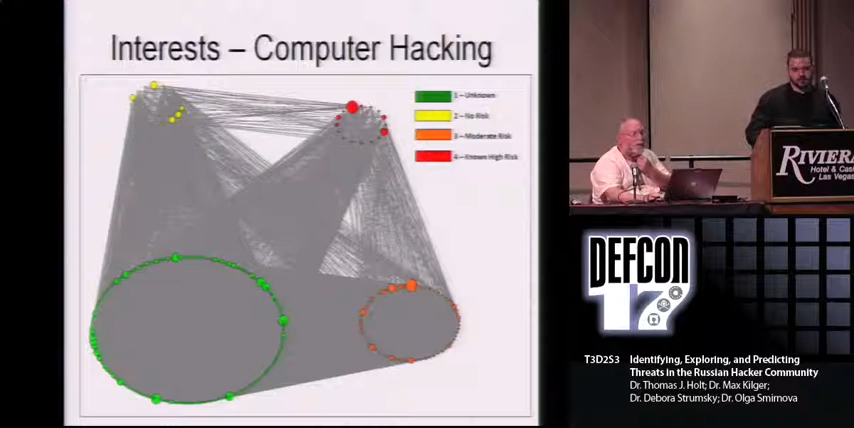 Interests – Computer Hacking
1 – Unknown
2 – No Risk
3 – Moderate Risk
4 – Known High Risk
RIVIERA
Hotel & Casi
Las Vegas
DEFCON
17
T3D2S3 Identifying, Exploring, and Predicting
Threats in the Russian Hacker Community
Dr. Thomas J. Holt; Dr. Max Kilger;
Dr. Debora Strumsky; Dr. Olga Smirnova